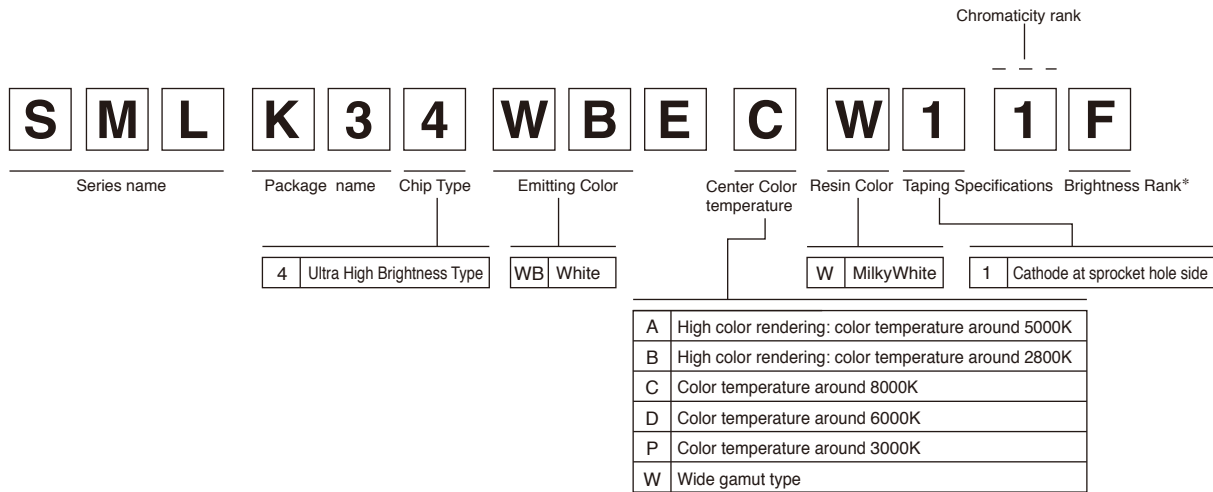 Chromaticity rank
S M L K 3 4 W B E C W 1 1 F
Series name Package name Chip Type Emitting Color Center Color temperature Resin Color Taping Specifications Brightness Rank*
4 Ultra High Brightness Type
WB White
W MilkyWhite
1 Cathode at sprocket hole side
A High color rendering: color temperature around 5000K
B High color rendering: color temperature around 2800K
C Color temperature around 8000K
D Color temperature around 6000K
P Color temperature around 3000K
W Wide gamut type